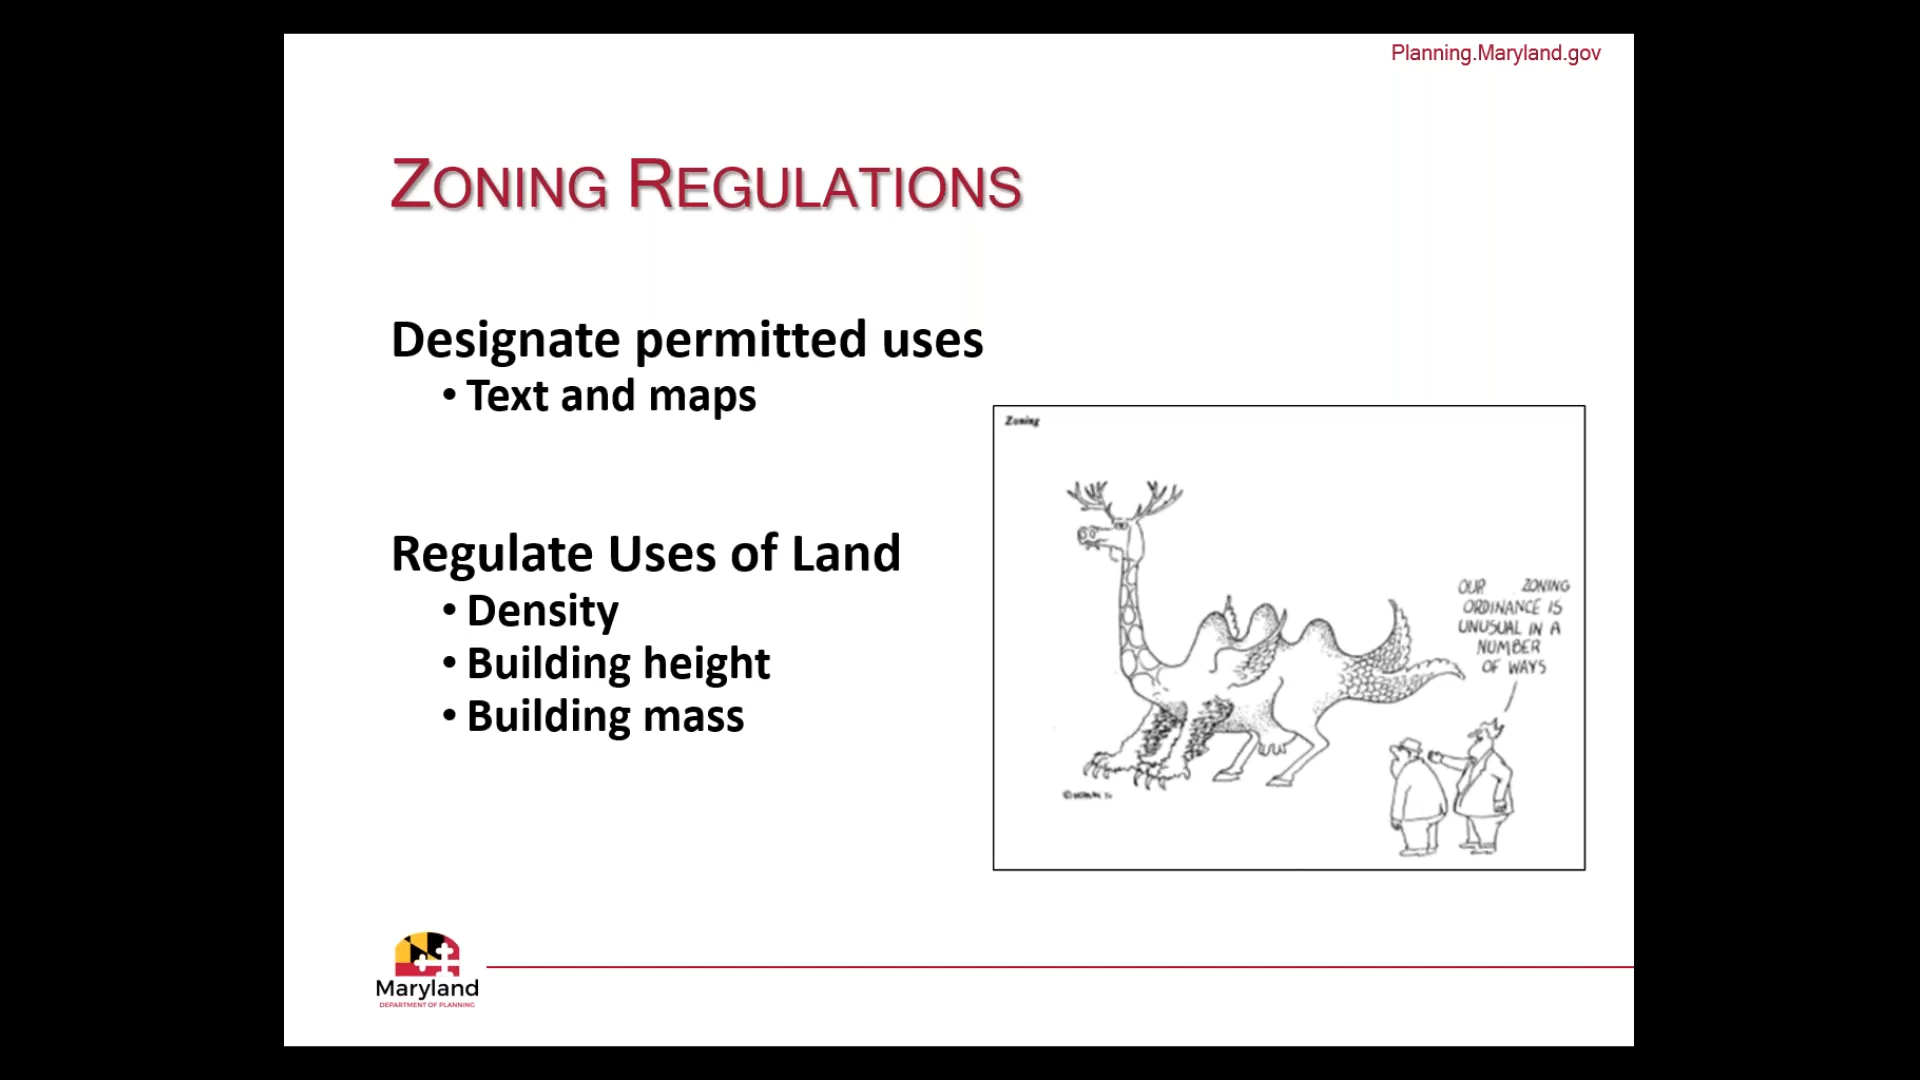 Planning.Maryland.gov
ZONING REGULATIONS
Designate permitted uses
• Text and maps
Regulate Uses of Land
• Density
• Building height
• Building mass
Zoning
OUR ZONING
ORDINANCE IS
UNUSUAL IN A
NUMBER
OF WAYS
Maryland
DEPARTMENT OF PLANNING